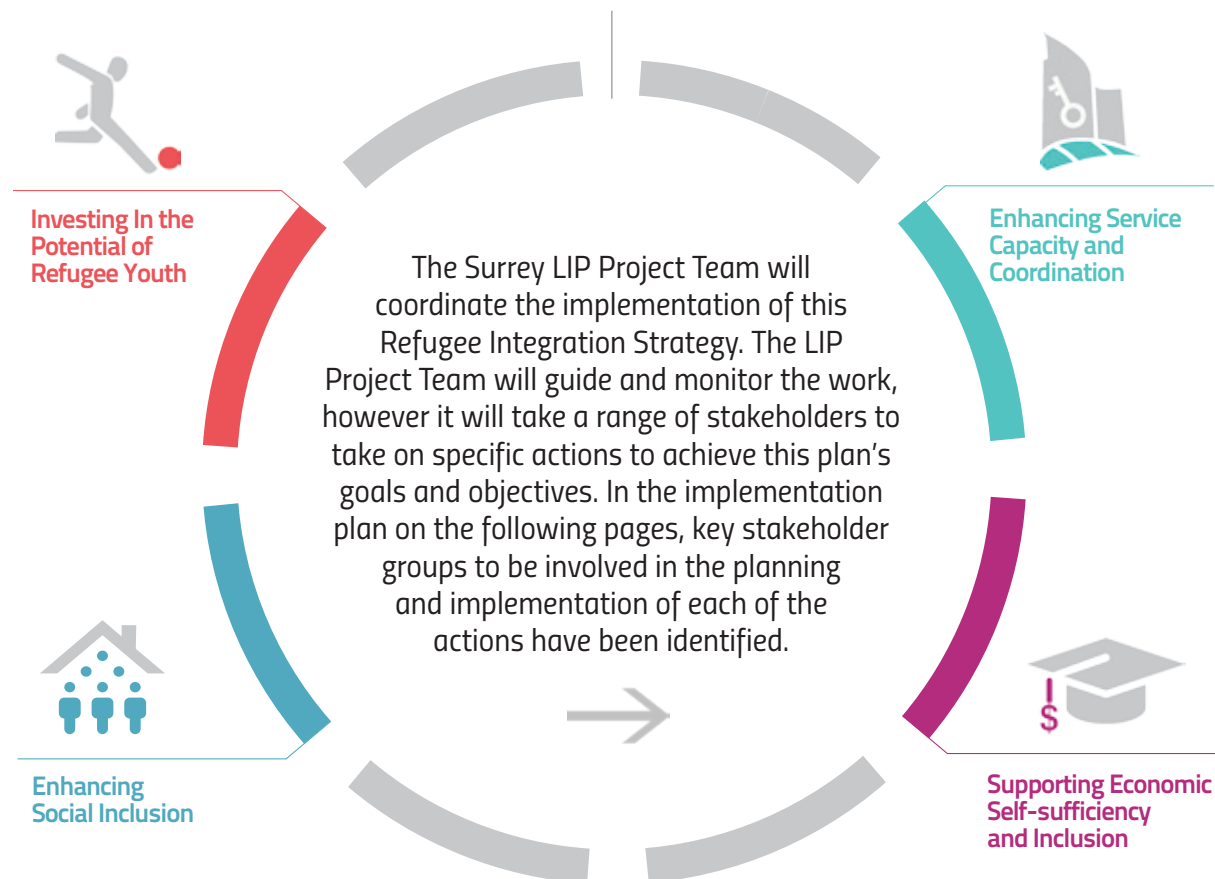 Investing In the
Potential of
Refugee Youth
Enhancing Service
Capacity and
Coordination
The Surrey LIP Project Team will
coordinate the implementation of this
Refugee Integration Strategy. The LIP
Project Team will guide and monitor the work,
however it will take a range of stakeholders to
take on specific actions to achieve this plan's
goals and objectives. In the implementation
plan on the following pages, key stakeholder
groups to be involved in the planning
and implementation of each of the
actions have been identified.
$
Enhancing
Social Inclusion
Supporting Economic
Self-sufficiency
and Inclusion